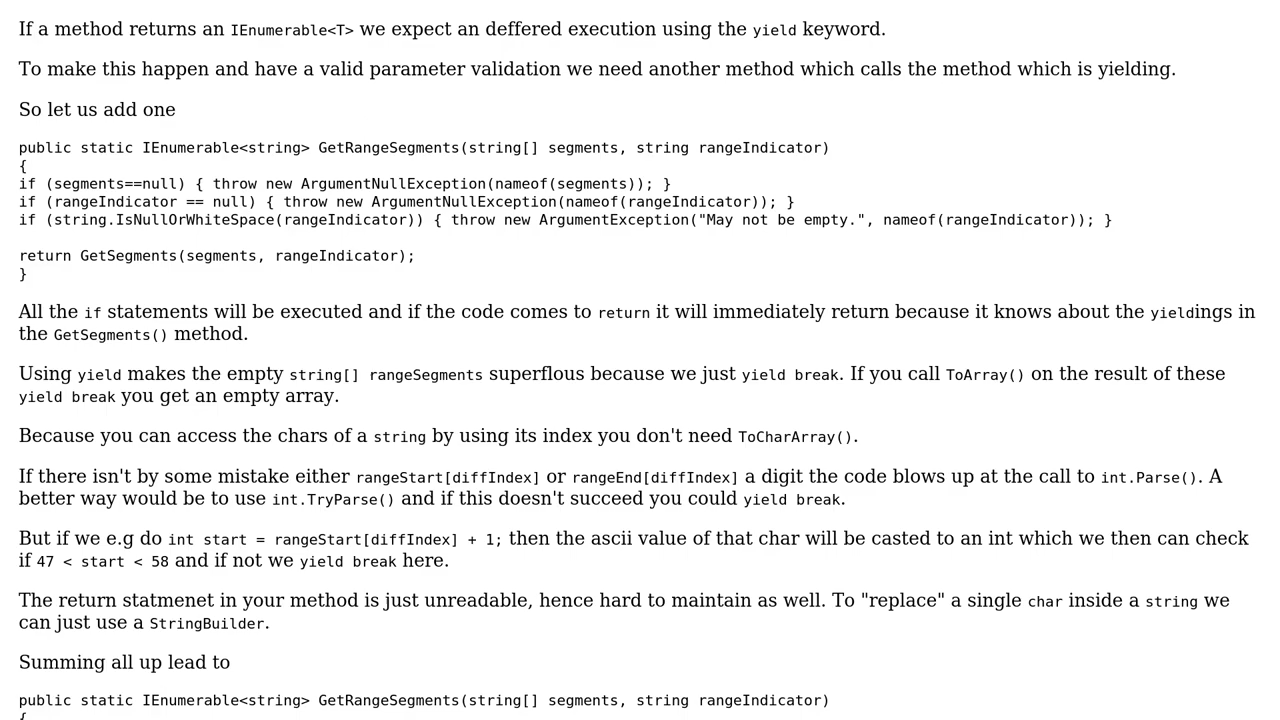 If a method returns an IEnumerable<T> we expect an deffered execution using the yield keyword.
To make this happen and have a valid parameter validation we need another method which calls the method which is yielding.
So let us add one
public static IEnumerable<string> GetRangeSegments(string[] segments, string rangeIndicator)
{
if (segments==null) { throw new ArgumentNullException(nameof(segments)); }
if (rangeIndicator == null) { throw new ArgumentNullException(nameof(rangeIndicator)); }
if (string.IsNullOrWhiteSpace(rangeIndicator)) { throw new ArgumentException("May not be empty.", nameof(rangeIndicator)); }
return GetSegments(segments, rangeIndicator);
}
All the if statements will be executed and if the code comes to return it will immediately return because it knows about the yieldings in
the GetSegments() method.
Using yield makes the empty string[] rangeSegments superflous because we just yield break. If you call ToArray() on the result of these
yield break you get an empty array.
Because you can access the chars of a string by using its index you don't need ToCharArray().
If there isn't by some mistake either rangeStart[diffIndex] or rangeEnd[diffIndex] a digit the code blows up at the call to int.Parse(). A
better way would be to use int.TryParse() and if this doesn't succeed you could yield break.
But if we e.g do int start = rangeStart[diffIndex] + 1; then the ascii value of that char will be casted to an int which we then can check
if 47 < start < 58 and if not we yield break here.
The return statmenet in your method is just unreadable, hence hard to maintain as well. To "replace" a single char inside a string we
can just use a StringBuilder.
Summing all up lead to
public static IEnumerable<string> GetRangeSegments(string[] segments, string rangeIndicator)
{